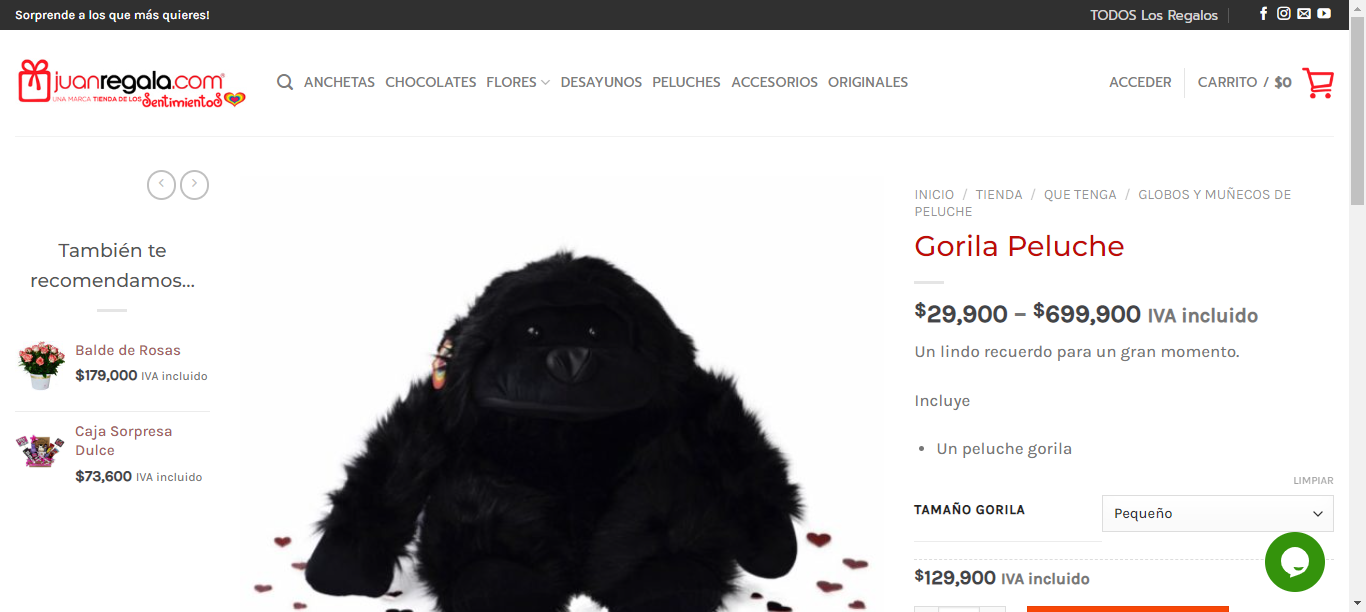 Sorprende a los que más quieres!
TODOS Los Regalos
juanregala.com
UNA MARCA TIENDA DE LOS Sentimientos
ANCHETAS CHOCOLATES FLORES DESAYUNOS PELUCHES ACCESORIOS ORIGINALES
ACCEDER
CARRITO / $0
También te
recomendamos...
Balde de Rosas
$179,000 IVA incluido
Caja Sorpresa
Dulce
$73,600 IVA incluido
INICIO / TIENDA / QUE TENGA / GLOBOS Y MUÑECOS DE
PELUCHE
Gorila Peluche
$29,900 – $699,900 IVA incluido
Un lindo recuerdo para un gran momento.
Incluye
• Un peluche gorila
LIMPIAR
TAMAÑO GORILA
Pequeño
$129,900 IVA incluido